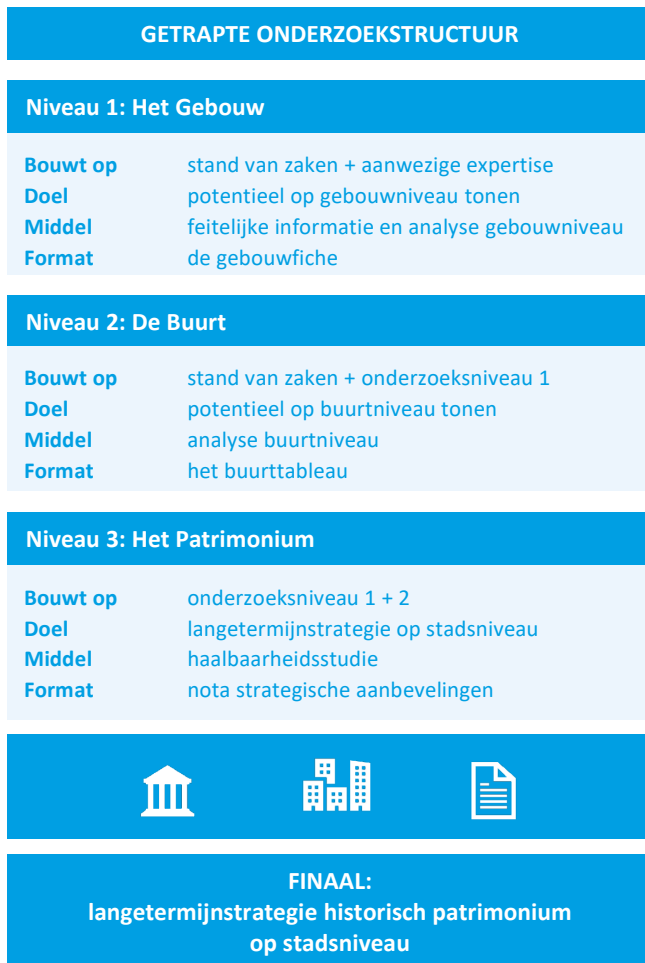 GETRAPTE ONDERZOEKSTRUCTUUR
Niveau 1: Het Gebouw
Bouwt op stand van zaken + aanwezige expertise
Doel potentieel op gebouwniveau tonen
Middel feitelijke informatie en analyse gebouwniveau
Format de gebouwfiche
Niveau 2: De Buurt
Bouwt op stand van zaken + onderzoeksniveau 1
Doel potentieel op buurtniveau tonen
Middel analyse buurtniveau
Format het buurttableau
Niveau 3: Het Patrimonium
Bouwt op onderzoeksniveau 1 + 2
Doel langetermijnstrategie op stadsniveau
Middel haalbaarheidsstudie
Format nota strategische aanbevelingen
FINAAL:
langetermijnstrategie historisch patrimonium
op stadsniveau